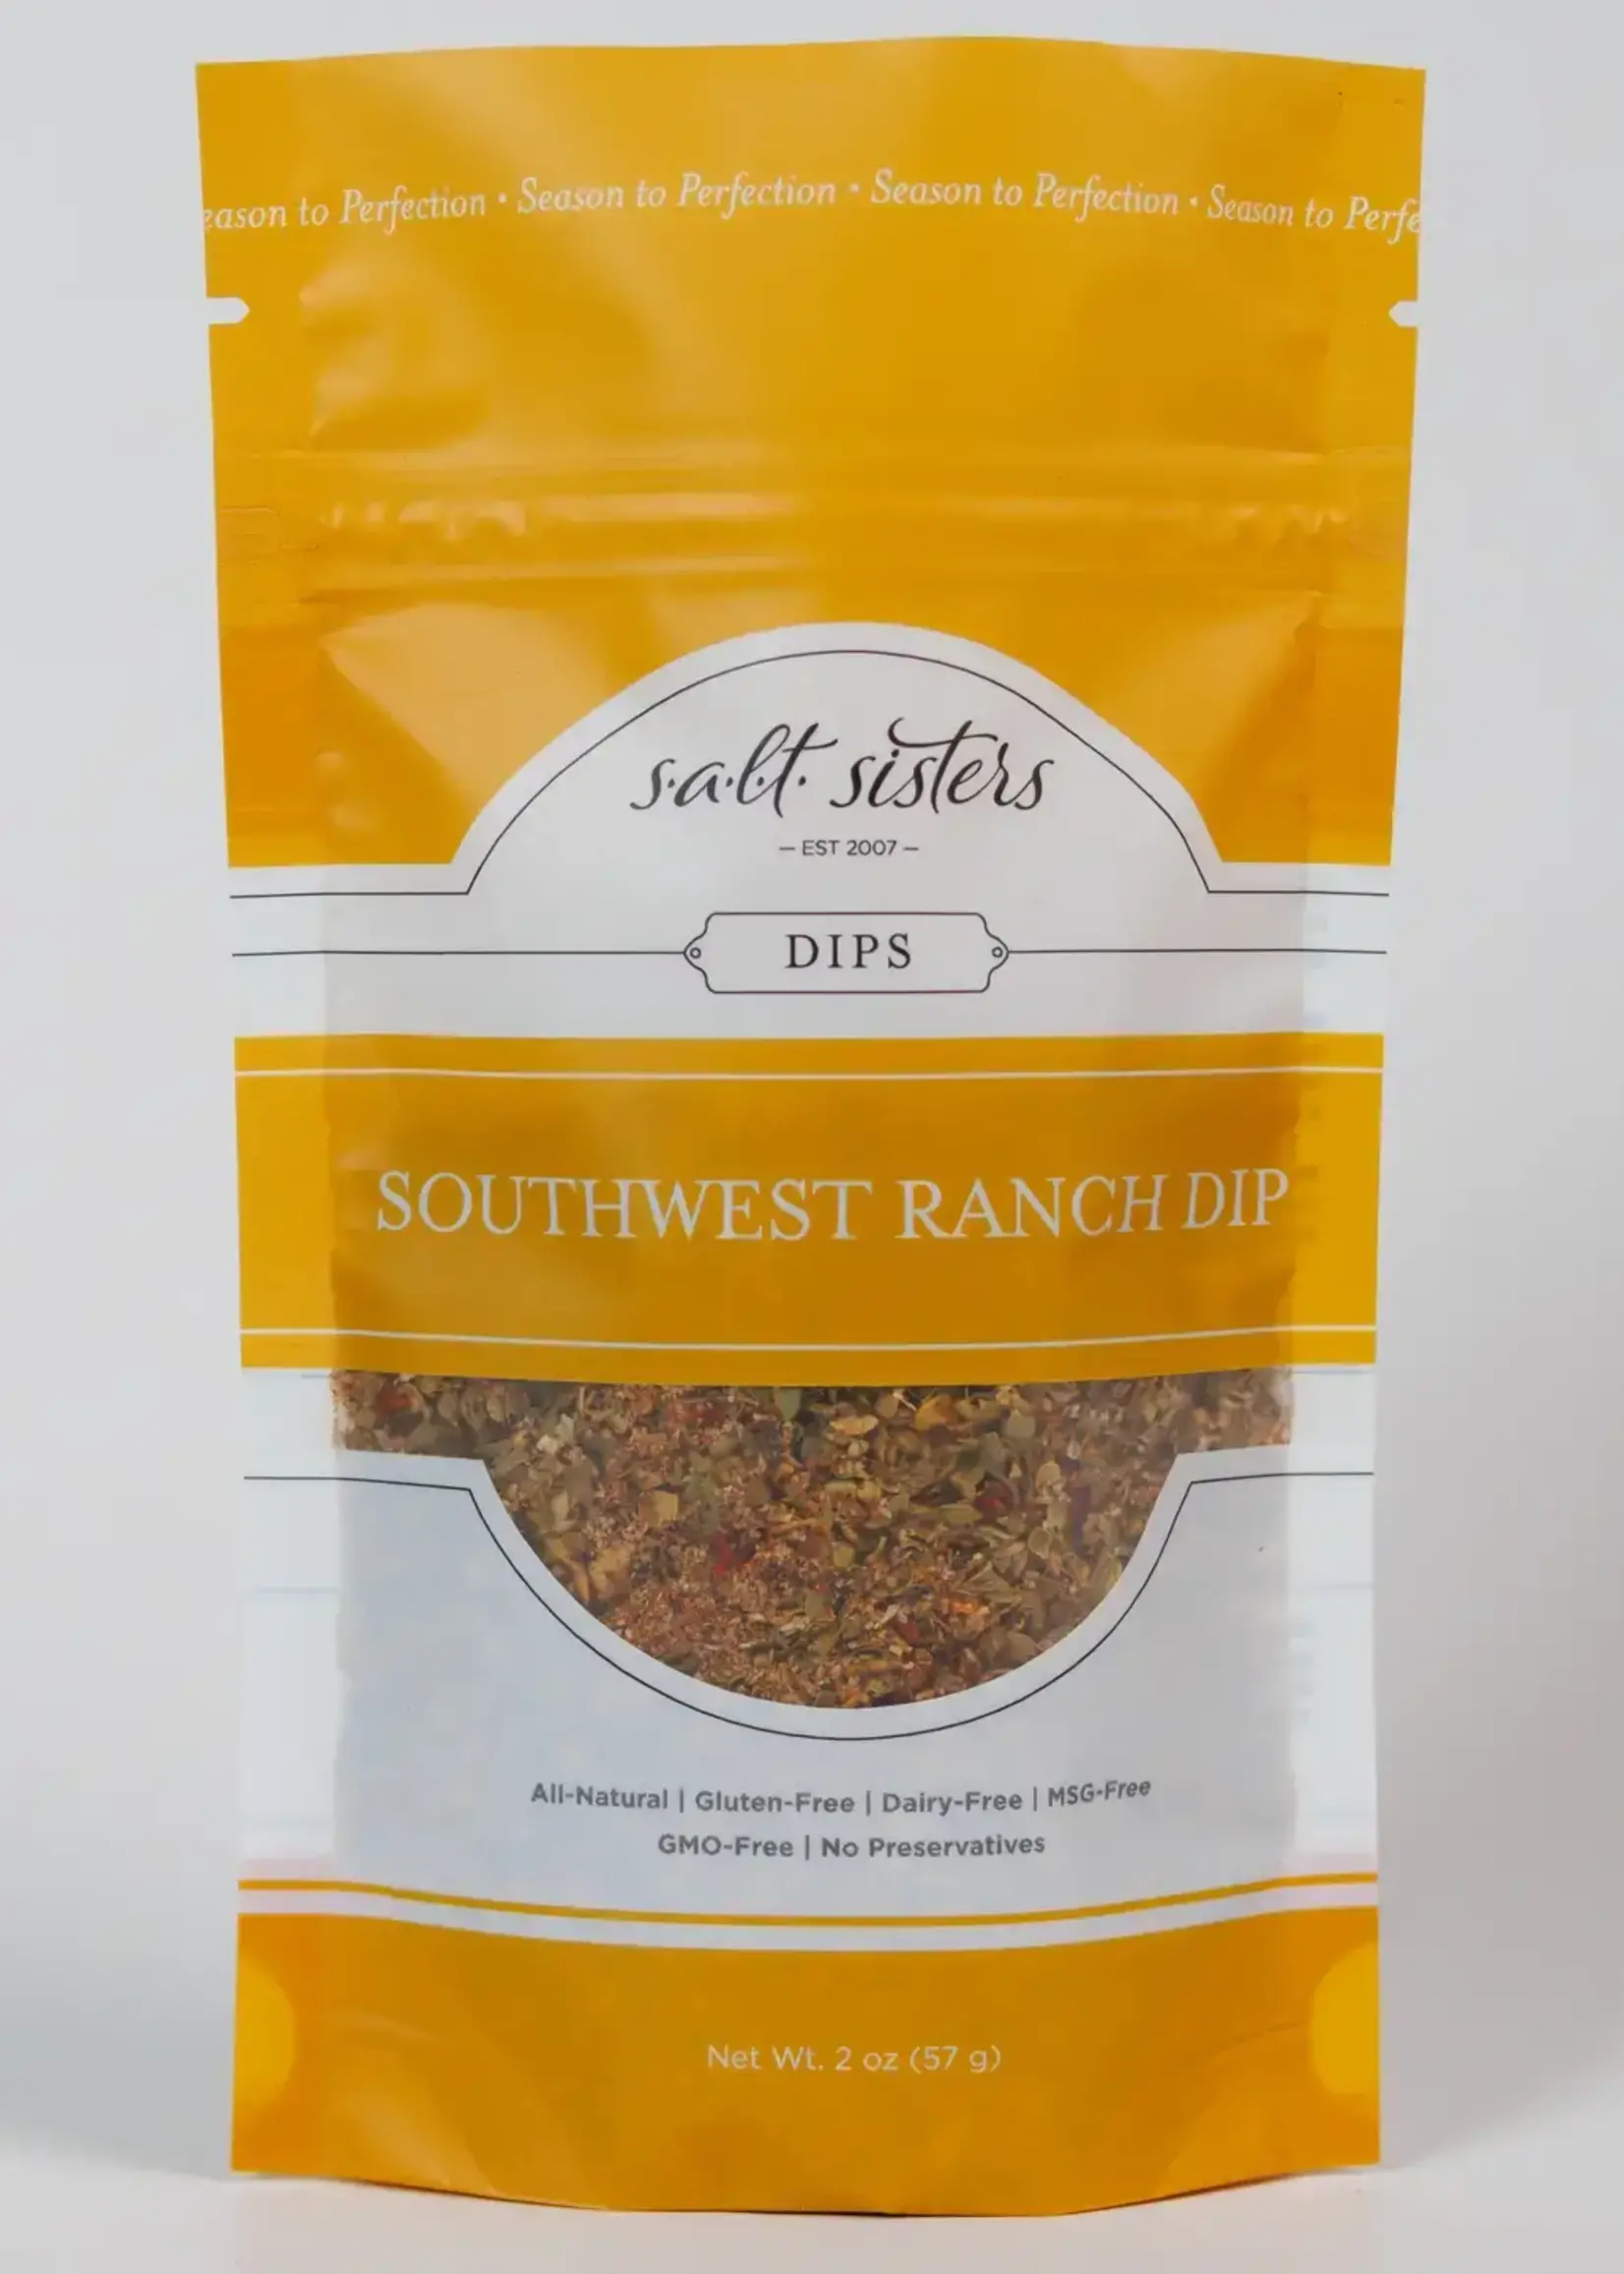 eason to Perfection • Season to Perfection • Season to Perfection • Season to Perfe
s.a.l.t. sisters
– EST 2007 –
DIPS
SOUTHWEST RANCH DIP
All-Natural | Gluten-Free | Dairy-Free | MSG-Free
GMO-Free | No Preservatives
Net Wt. 2 oz (57 g)